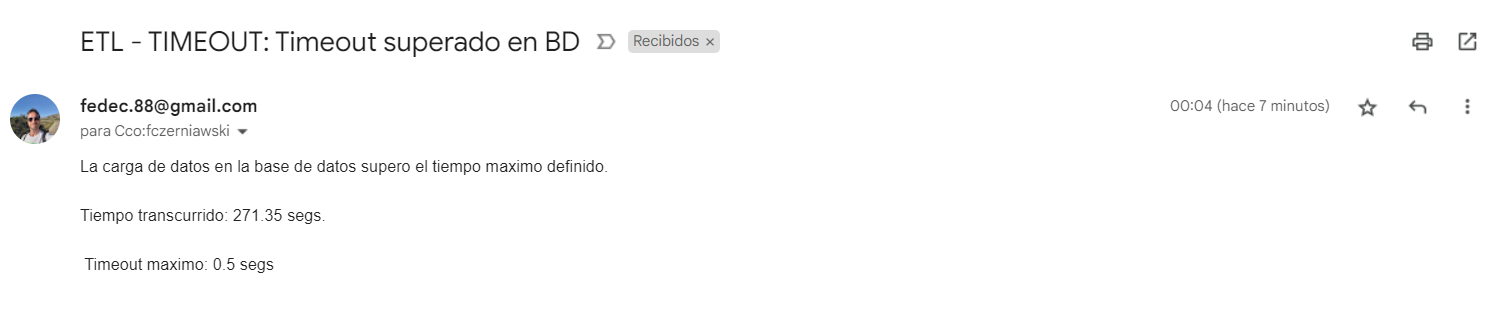 ETL - TIMEOUT: Timeout superado en BD
Recibidos ×
fedec.88@gmail.com
00:04 (hace 7 minutos)
para Cco:fczerniawski
La carga de datos en la base de datos supero el tiempo maximo definido.
Tiempo transcurrido: 271.35 segs.
Timeout maximo: 0.5 segs